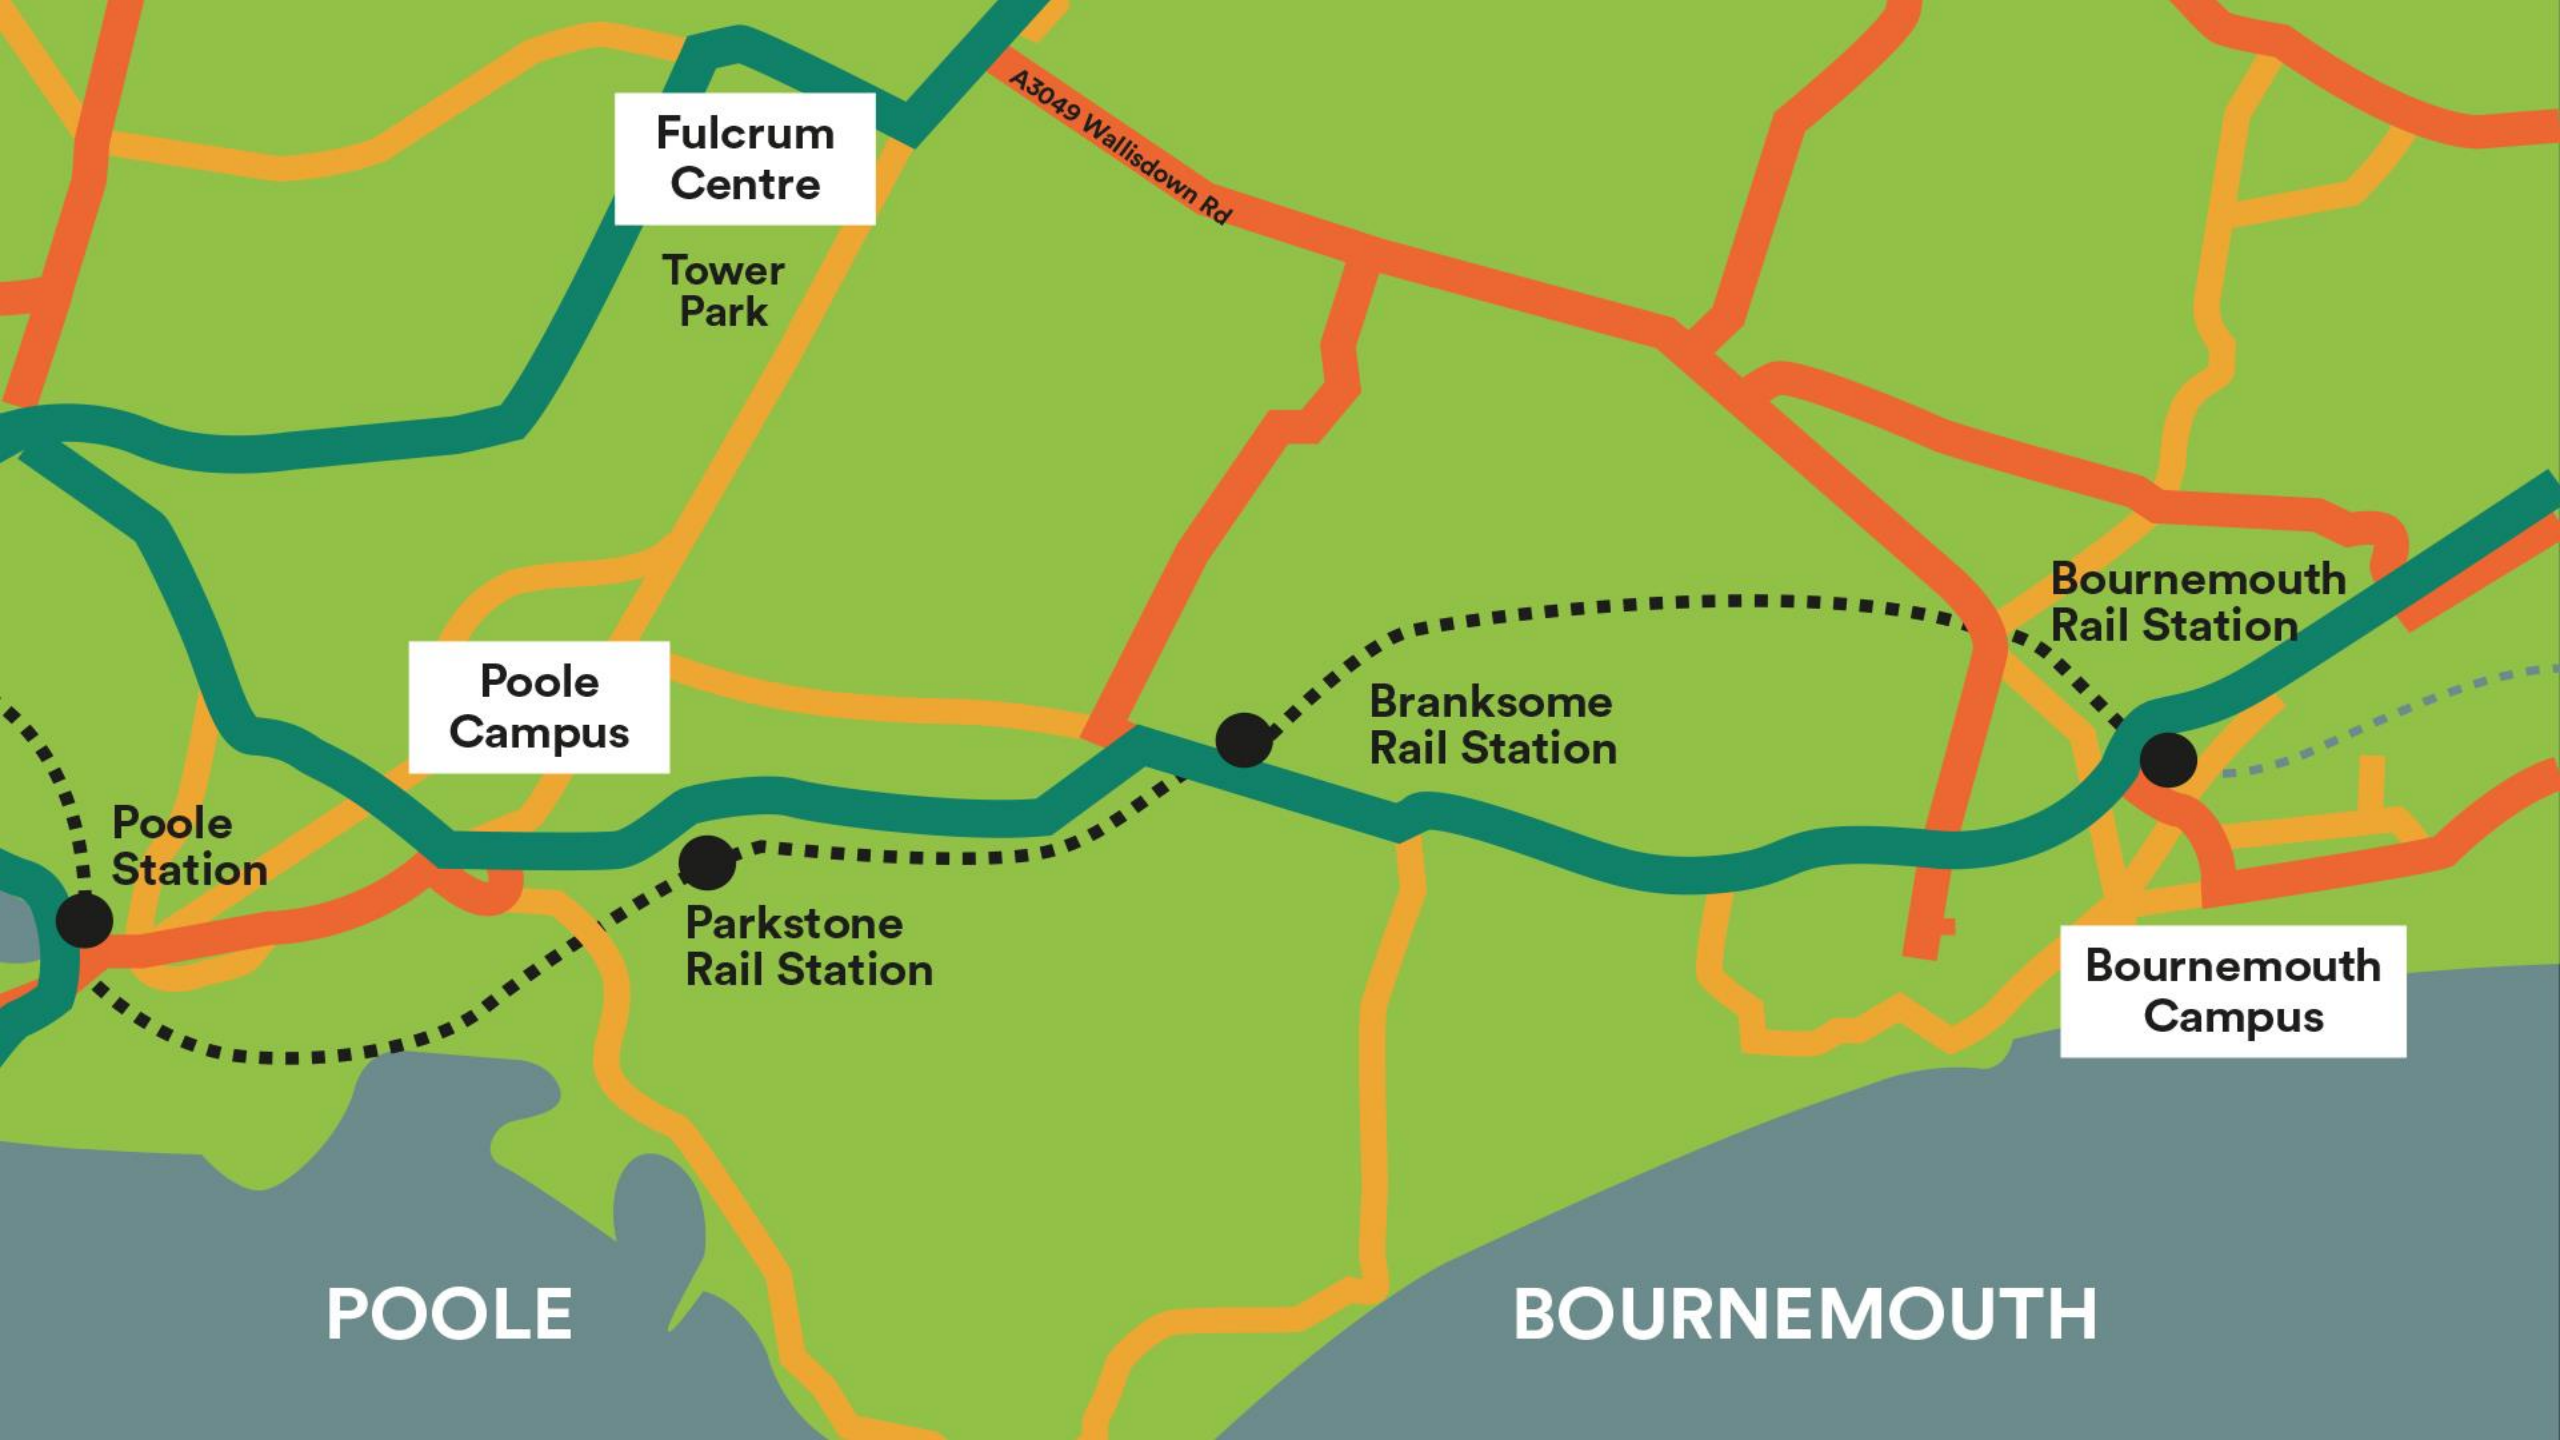 A3049 Wallisdown Rd
Fulcrum
Centre
Tower
Park
Bournemouth
Rail Station
Poole
Campus
Branksome
Rail Station
Poole
Station
Parkstone
Rail Station
Bournemouth
Campus
POOLE
BOURNEMOUTH